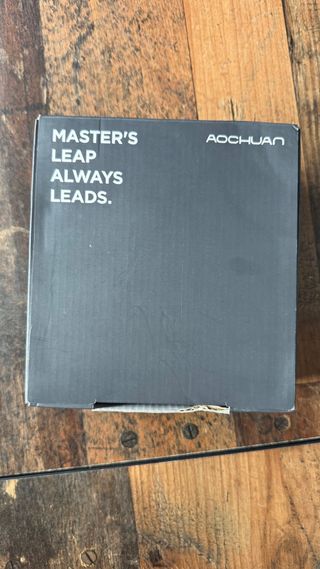 MASTER'S
LEAP
ALWAYS
LEADS.
AOCHUAN